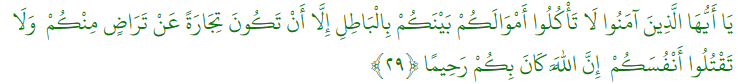 يَا أَيُّهَا الَّذِينَ آمَنُوا لَا تَأْكُلُوا أَمْوَالَكُمْ بَيْنَكُمْ بِالْبَاطِلِ إِلَّا أَنْ تَكُونَ تِجَارَةً عَنْ تَرَاضٍ مِنْكُمْ وَلَا
تَقْتُلُوا أَنْفُسَكُمْ إِنَّ اللَّهَ كَانَ بِكُمْ رَحِيمًا ﴿٢٩﴾